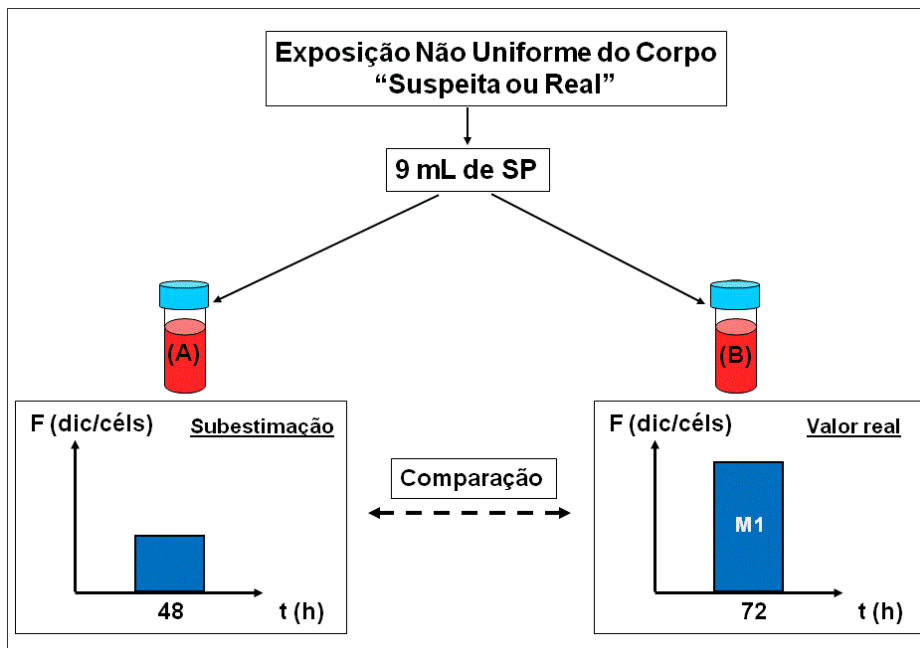 Exposição Não Uniforme do Corpo
“Suspeita ou Real”
9 mL de SP
(A)
(B)
F (dic/céls)
Subestimação
48
t (h)
Comparação
F (dic/céls)
Valor real
M1
72
t (h)